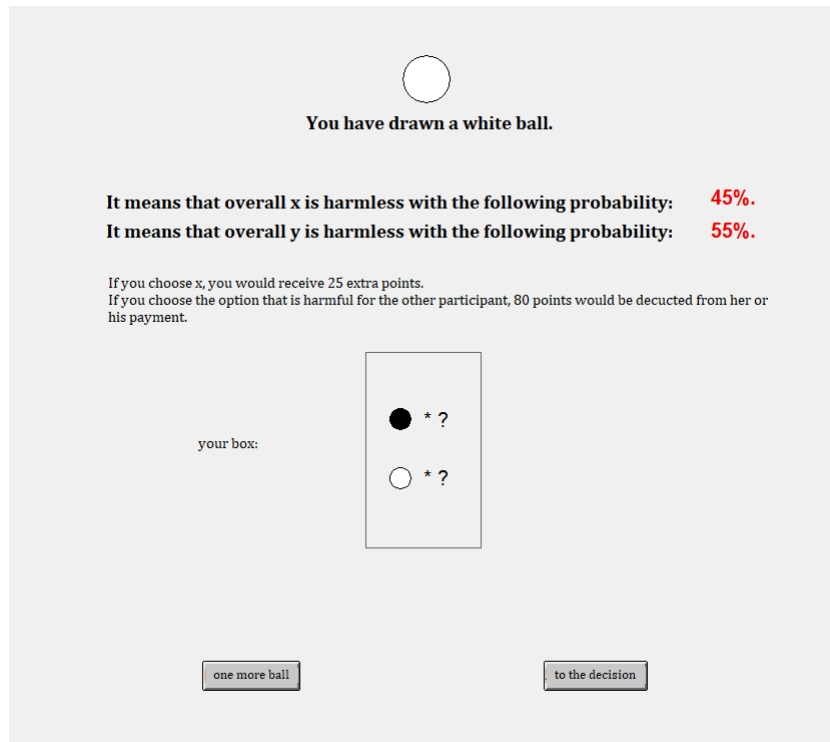 You have drawn a white ball.
It means that overall x is harmless with the following probability: 45%.
It means that overall y is harmless with the following probability: 55%.
If you choose x, you would receive 25 extra points.
If you choose the option that is harmful for the other participant, 80 points would be decucted from her or
his payment.
* ?
your box:
* ?
one more ball
to the decision